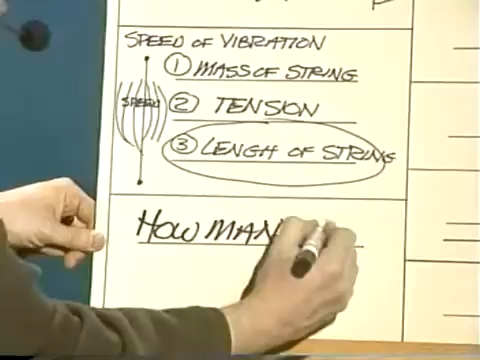 SPEED OF VIBRATION
① MASS OF STRING
SPEED
② TENSION
③ LENGH OF STRING
HOW MAN